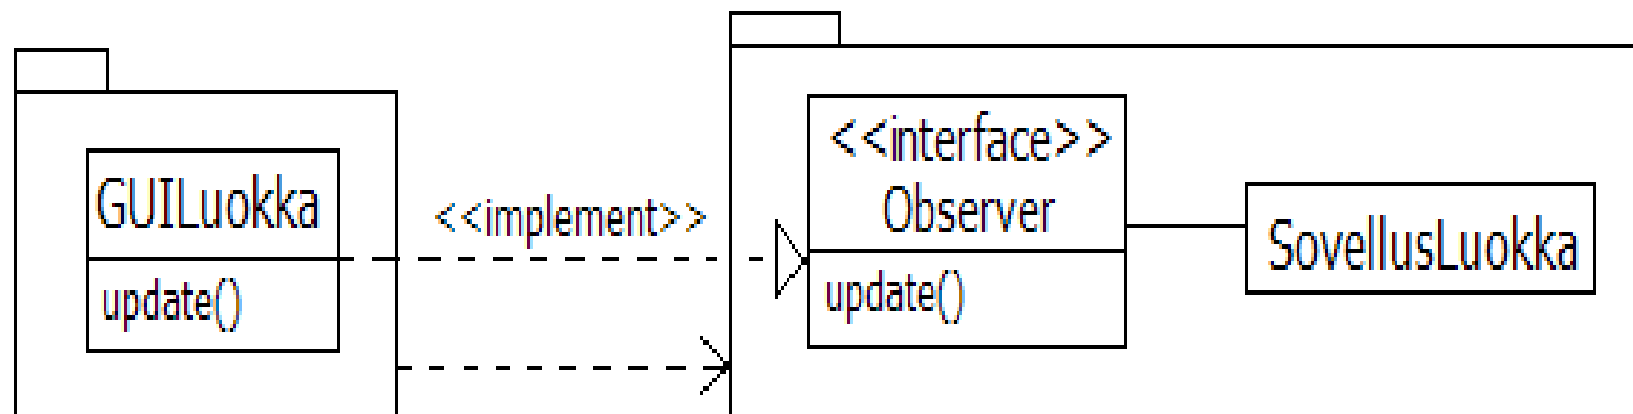 GUILuokka
update()
<<implement>>
<<interface>>
Observer
update()
SovellusLuokka